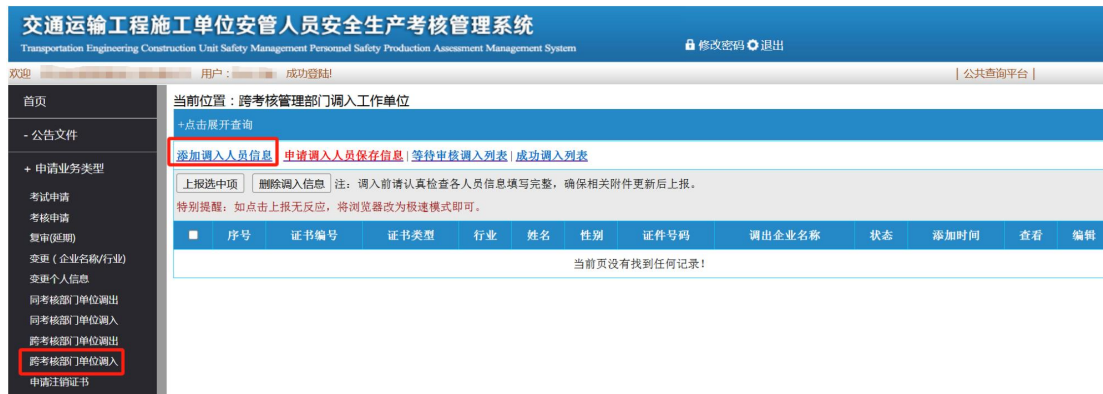 交通运输工程施工单位安管人员安全生产考核管理系统
Transportation Engineering Construction Unit Safety Management Personnel Safety Production Assessment Management System
修改密码 退出
欢迎 用户: 成功登陆!
| 公共查询平台 |
首页
- 公告文件
+ 申请业务类型
考试申请
考核申请
复审(延期)
变更（企业名称/行业)
变更个人信息
同考核部门单位调出
同考核部门单位调入
跨考核部门单位调出
跨考核部门单位调入
申请注销证书
当前位置：跨考核管理部门调入工作单位
+点击展开查询
添加调入人员信息 申请调入人员保存信息 | 等待审核调入列表 | 成功调入列表
上报选中项 删除调入信息 注：调入前请认真检查各人员信息填写完整，确保相关附件更新后上报。
特别提醒：如点击上报无反应，将浏览器改为极速模式即可。
序号 证书编号 证书类型 行业 姓名 性别 证件号码 调出企业名称 状态 添加时间 查看 编辑
当前页没有找到任何记录!